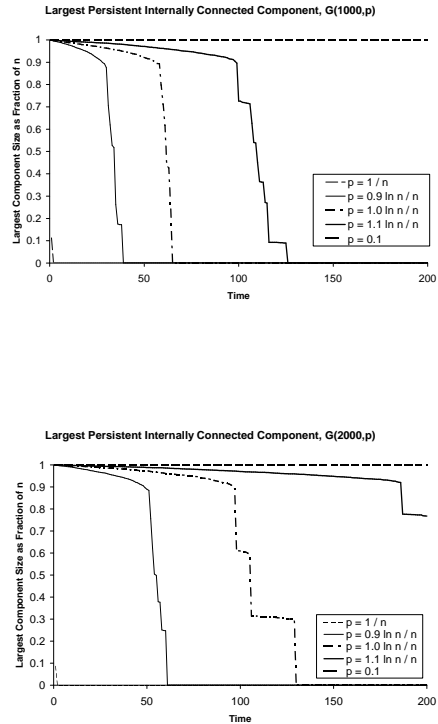 Largest Persistent Internally Connected Component, G(1000,p)
Largest Component Size as Fraction of n
1
0.9
0.8
0.7
0.6
0.5
0.4
0.3
0.2
0.1
0
p = 1 / n
p = 0.9 ln n / n
p = 1.0 ln n / n
p = 1.1 ln n / n
p = 0.1
0 50 100 150 200
Time
Largest Persistent Internally Connected Component, G(2000,p)
Largest Component Size as Fraction of n
1
0.9
0.8
0.7
0.6
0.5
0.4
0.3
0.2
0.1
0
p = 1 / n
p = 0.9 ln n / n
p = 1.0 ln n / n
p = 1.1 ln n / n
p = 0.1
0 50 100 150 200
Time